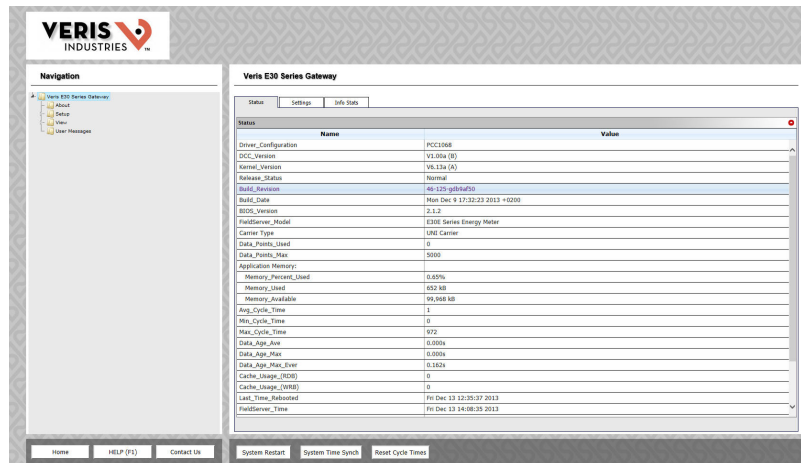 VERIS
INDUSTRIES ™
Navigation
Veris E30 Series Gateway
About
Setup
View
User Messages
Veris E30 Series Gateway
Status Settings Info Stats
Status
Name Value
Driver_Configuration PCC1068
DCC_Version V1.00a (B)
Kernel_Version V6.13a (A)
Release_Status Normal
Build_Revision 46-125-gdb9af50
Build_Date Mon Dec 9 17:32:23 2013 +0200
BIOS_Version 2.1.2
FieldServer_Model E30E Series Energy Meter
Carrier Type UNI Carrier
Data_Points_Used 0
Data_Points_Max 5000
Application Memory:
Memory_Percent_Used 0.65%
Memory_Used 652 kB
Memory_Available 99,968 kB
Avg_Cycle_Time 1
Min_Cycle_Time 0
Max_Cycle_Time 972
Data_Age_Ave 0.000s
Data_Age_Max 0.000s
Data_Age_Max_Ever 0.162s
Cache_Usage_(RDB) 0
Cache_Usage_(WRB) 0
Last_Time_Rebooted Fri Dec 13 12:35:37 2013
FieldServer_Time Fri Dec 13 14:08:35 2013
Home HELP (F1) Contact Us System Restart System Time Synch Reset Cycle Times